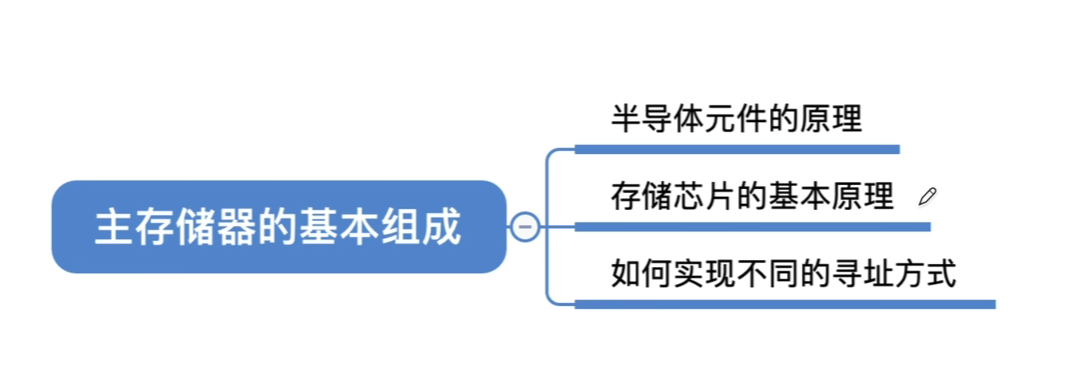 主存储器的基本组成
半导体元件的原理
存储芯片的基本原理
如何实现不同的寻址方式